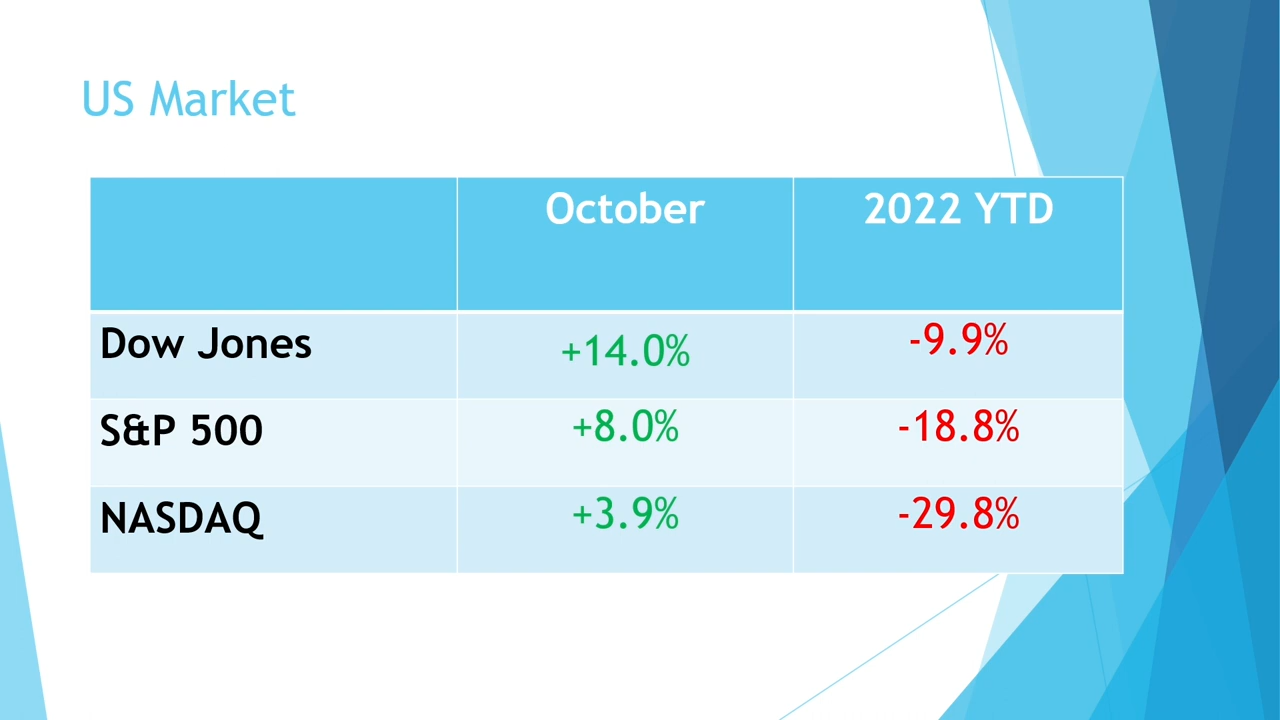 US Market
October 2022 YTD
Dow Jones +14.0% -9.9%
S&P 500 +8.0% -18.8%
NASDAQ +3.9% -29.8%